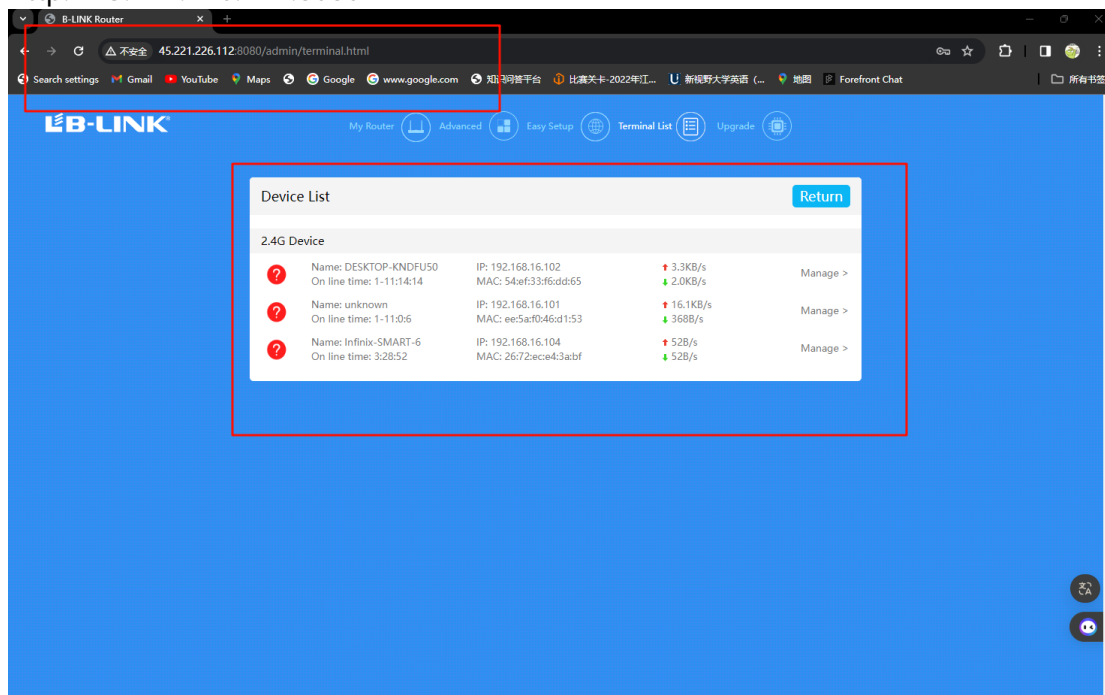 B-LINK Router
不安全 45.221.226.112:8080/admin/terminal.html
Search settings Gmail YouTube Maps Google www.google.com 知识问答平台 比赛关卡-2022年江... 新视野大学英语 (... 地图 Forefront Chat 所有书签
LB-LINK
My Router Advanced Easy Setup Terminal List Upgrade
Device List Return
2.4G Device
Name: DESKTOP-KNDFU50 IP: 192.168.16.102 3.3KB/s
On line time: 1-11:14:14 MAC: 54:ef:33:f6:dd:65 2.0KB/s
Manage >
Name: unknown IP: 192.168.16.101 16.1KB/s
On line time: 1-11:0:6 MAC: ee:5a:f0:46:d1:53 368B/s
Manage >
Name: Infinix-SMART-6 IP: 192.168.16.104 52B/s
On line time: 3:28:52 MAC: 26:72:ec:e4:3a:bf 52B/s
Manage >